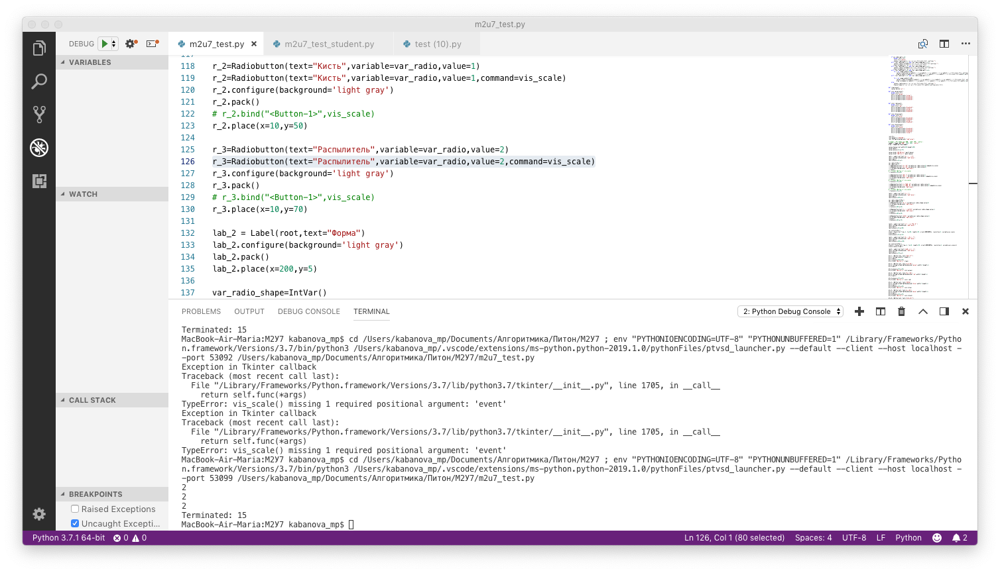 m2u7_test.py
DEBUG
m2u7_test.py
m2u7_test_student.py
test (10).py
VARIABLES
WATCH
CALL STACK
BREAKPOINTS
Raised Exceptions
Uncaught Excepti...
118 r_2=Radiobutton(text="Кисть",variable=var_radio,value=1)
119 r_2=Radiobutton(text="Кисть",variable=var_radio,value=1,command=vis_scale)
120 r_2.configure(background='light gray')
121 r_2.pack()
122 # r_2.bind("<Button-1>",vis_scale)
123 r_2.place(x=10,y=50)
124
125 r_3=Radiobutton(text="Распылитель",variable=var_radio,value=2)
126 r_3=Radiobutton(text="Распылитель",variable=var_radio,value=2,command=vis_scale)
127 r_3.configure(background='light gray')
128 r_3.pack()
129 # r_3.bind("<Button-1>",vis_scale)
130 r_3.place(x=10,y=70)
131
132 lab_2 = Label(root,text="Форма")
133 lab_2.configure(background='light gray')
134 lab_2.pack()
135 lab_2.place(x=200,y=5)
136
137 var_radio_shape=IntVar()
PROBLEMS OUTPUT DEBUG CONSOLE TERMINAL
2: Python Debug Console
Terminated: 15
MacBook-Air-Maria:М2У7 kabanova_mp$ cd /Users/kabanova_mp/Documents/Алгоритмика/Питон/М2У7 ; env "PYTHONIOENCODING=UTF-8" "PYTHONUNBUFFERED=1" /Library/Frameworks/Pytho
n.framework/Versions/3.7/bin/python3 /Users/kabanova_mp/.vscode/extensions/ms-python.python-2019.1.0/pythonFiles/ptvsd_launcher.py --default --client --host localhost -
-port 53092 /Users/kabanova_mp/Documents/Алгоритмика/Питон/М2У7/m2u7_test.py
Exception in Tkinter callback
Traceback (most recent call last):
File "/Library/Frameworks/Python.framework/Versions/3.7/lib/python3.7/tkinter/__init__.py", line 1705, in __call__
return self.func(*args)
TypeError: vis_scale() missing 1 required positional argument: 'event'
Exception in Tkinter callback
Traceback (most recent call last):
File "/Library/Frameworks/Python.framework/Versions/3.7/lib/python3.7/tkinter/__init__.py", line 1705, in __call__
return self.func(*args)
TypeError: vis_scale() missing 1 required positional argument: 'event'
MacBook-Air-Maria:М2У7 kabanova_mp$ cd /Users/kabanova_mp/Documents/Алгоритмика/Питон/М2У7 ; env "PYTHONIOENCODING=UTF-8" "PYTHONUNBUFFERED=1" /Library/Frameworks/Pytho
n.framework/Versions/3.7/bin/python3 /Users/kabanova_mp/.vscode/extensions/ms-python.python-2019.1.0/pythonFiles/ptvsd_launcher.py --default --client --host localhost -
-port 53099 /Users/kabanova_mp/Documents/Алгоритмика/Питон/М2У7/m2u7_test.py
2
2
2
Terminated: 15
MacBook-Air-Maria:М2У7 kabanova_mp$
Python 3.7.1 64-bit 0 0 Ln 126, Col 1 (80 selected) Spaces: 4 UTF-8 LF Python 2